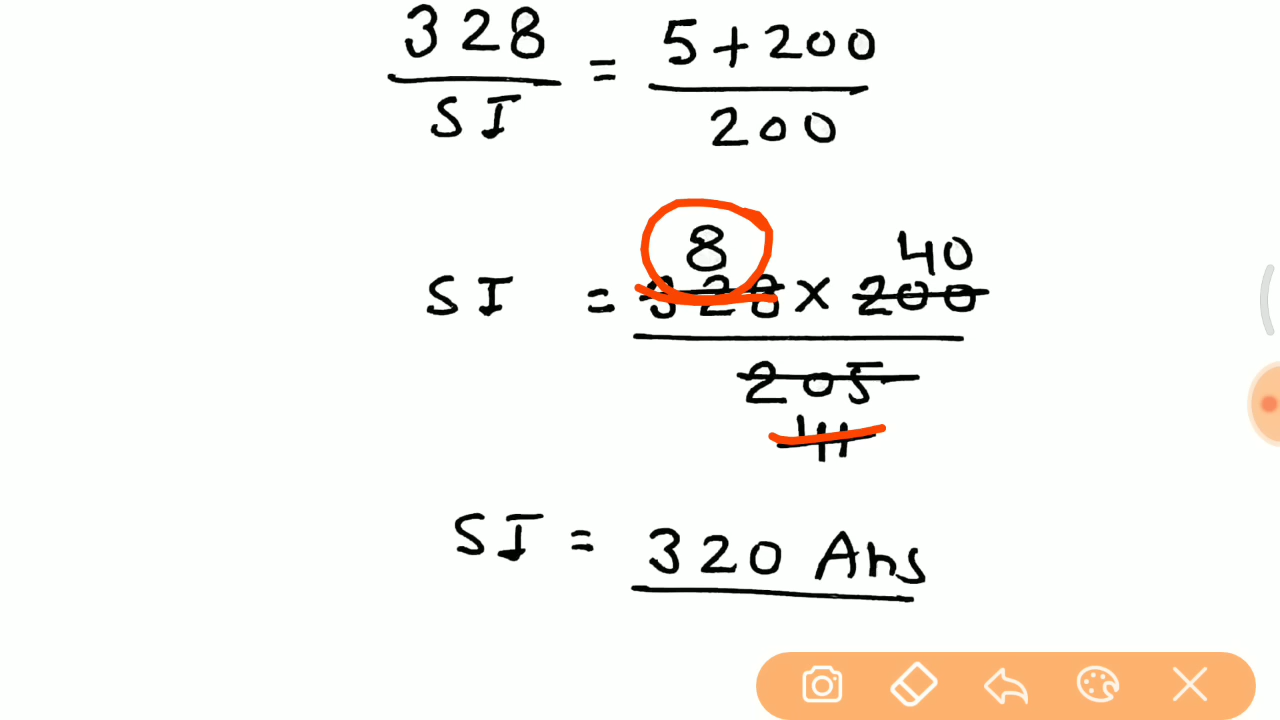 328 / SI = 5+200 / 200
8 40
SI = 328 × 200 / 205
41
SI = 320 Ans